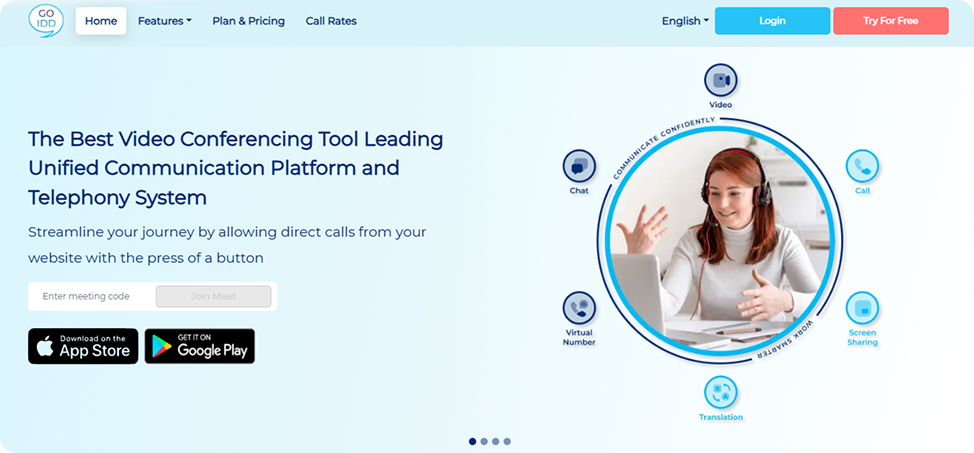 GO
IDD
Home
Features
Plan & Pricing
Call Rates
English
Login
Try For Free
The Best Video Conferencing Tool Leading
Unified Communication Platform and
Telephony System
Streamline your journey by allowing direct calls from your
website with the press of a button
Enter meeting code
Join Meet
Download on the
App Store
GET IT ON
Google Play
Video
COMMUNICATE CONFIDENTLY
Chat
Call
Virtual
Number
Screen
Sharing
WORK SMARTER
Translation